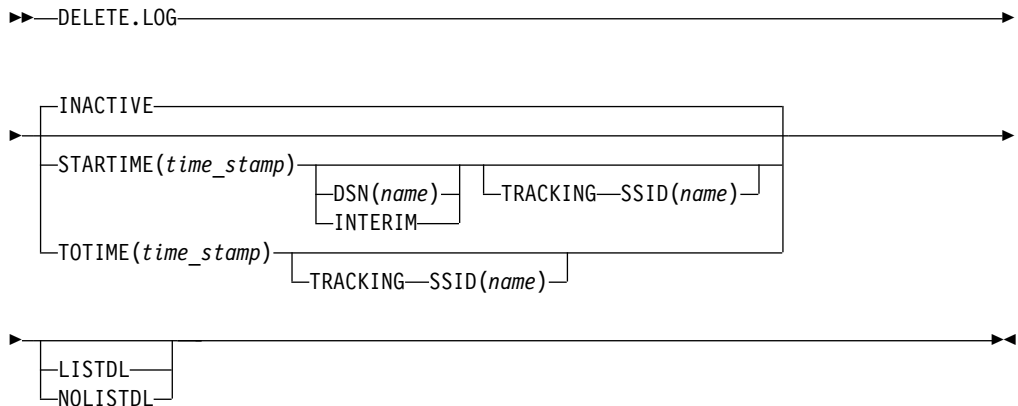 DELETE.LOG
INACTIVE
STARTIME(time_stamp)
DSN(name) TRACKING SSID(name)
INTERIM
TOTIME(time_stamp)
TRACKING SSID(name)
LISTDL
NOLISTDL